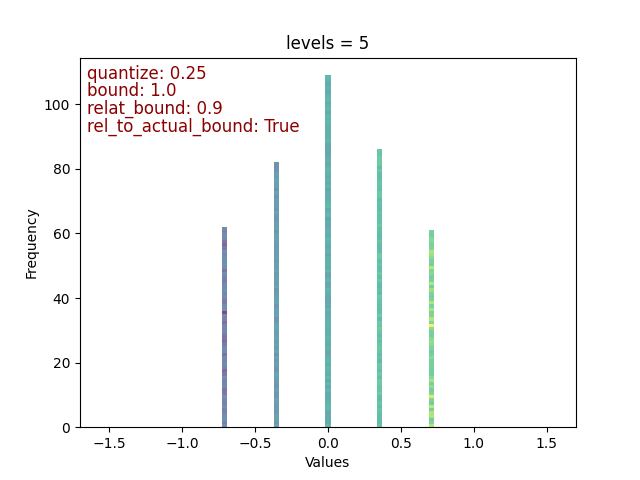 levels = 5
quantize: 0.25
bound: 1.0
relat_bound: 0.9
rel_to_actual_bound: True
100
80
60
40
20
0
Frequency
−1.5 −1.0 −0.5 0.0 0.5 1.0 1.5
Values